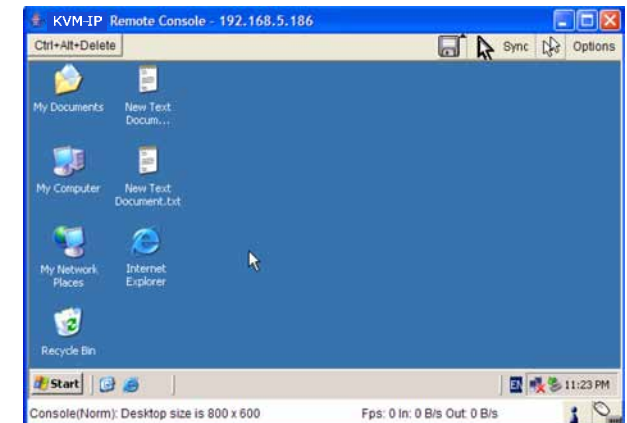 KVM-IP Remote Console - 192.168.5.186
Ctrl+Alt+Delete
Sync
Options
My Documents
New Text
Docum...
My Computer
New Text
Document.txt
My Network
Places
Internet
Explorer
Recycle Bin
Start
EN
11:23 PM
Console(Norm): Desktop size is 800 x 600
Fps: 0 In: 0 B/s Out: 0 B/s